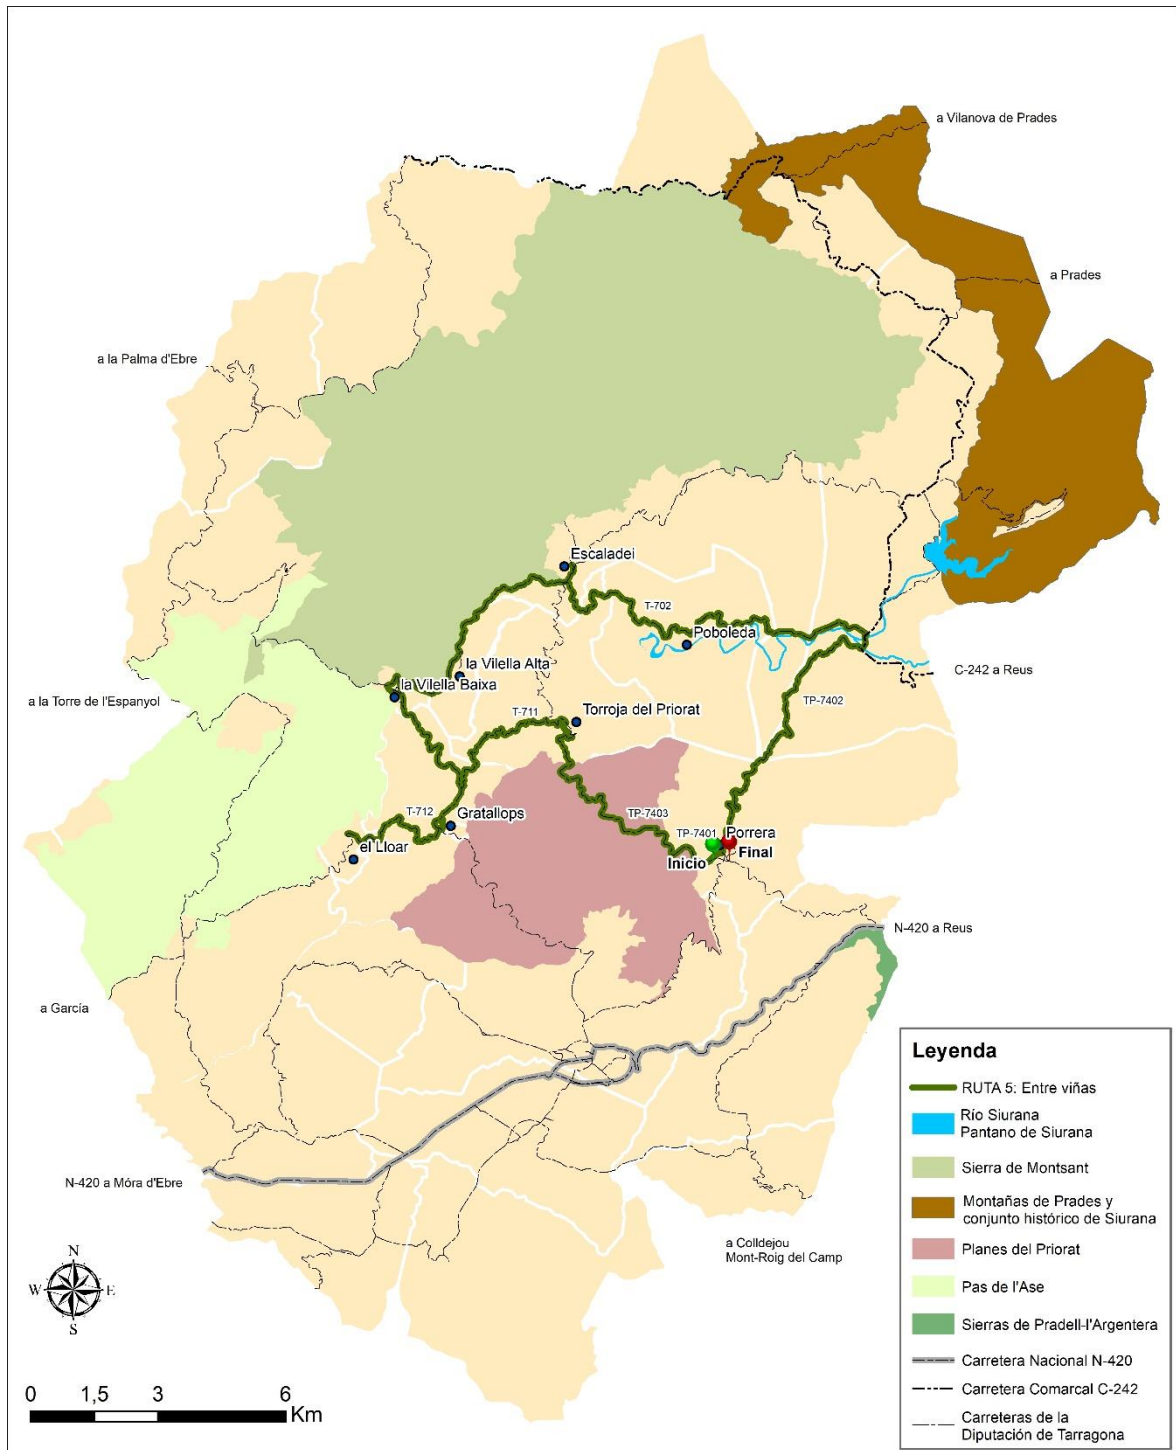 a Vilanova de Prades
a Prades
a la Palma d'Ebre
Escaladei
T-702
Poboleda
la Vilella Alta
C-242 a Reus
la Vilella Baixa
a la Torre de l'Espanyol
TP-7402
T-711
Torroja del Priorat
T-712
Gratallops
TP-7403
TP-7401
Porrera
el Lloar
Inicio
Final
N-420 a Reus
a García
N-420 a Móra d'Ebre
a Colldejou
Mont-Roig del Camp
N
W
E
S
0
1,5
3
6
Km
Leyenda
RUTA 5: Entre viñas
Río Siurana
Pantano de Siurana
Sierra de Montsant
Montañas de Prades y
conjunto histórico de Siurana
Planes del Priorat
Pas de l'Ase
Sierras de Pradell-l'Argentera
Carretera Nacional N-420
Carretera Comarcal C-242
Carreteras de la
Diputación de Tarragona